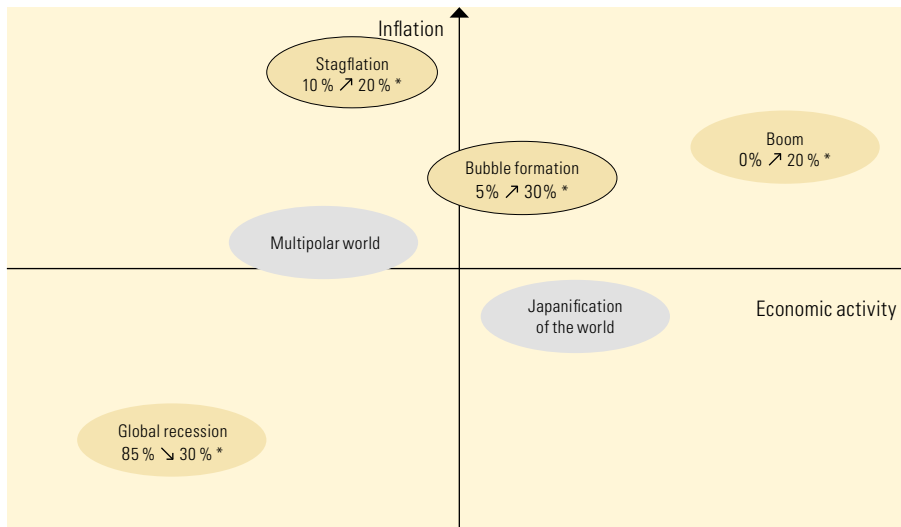 Inflation
Stagflation
10 % ↗ 20 % *
Boom
0% ↗ 20 % *
Bubble formation
5% ↗ 30% *
Multipolar world
Japanification
of the world
Economic activity
Global recession
85 % ↘ 30 % *